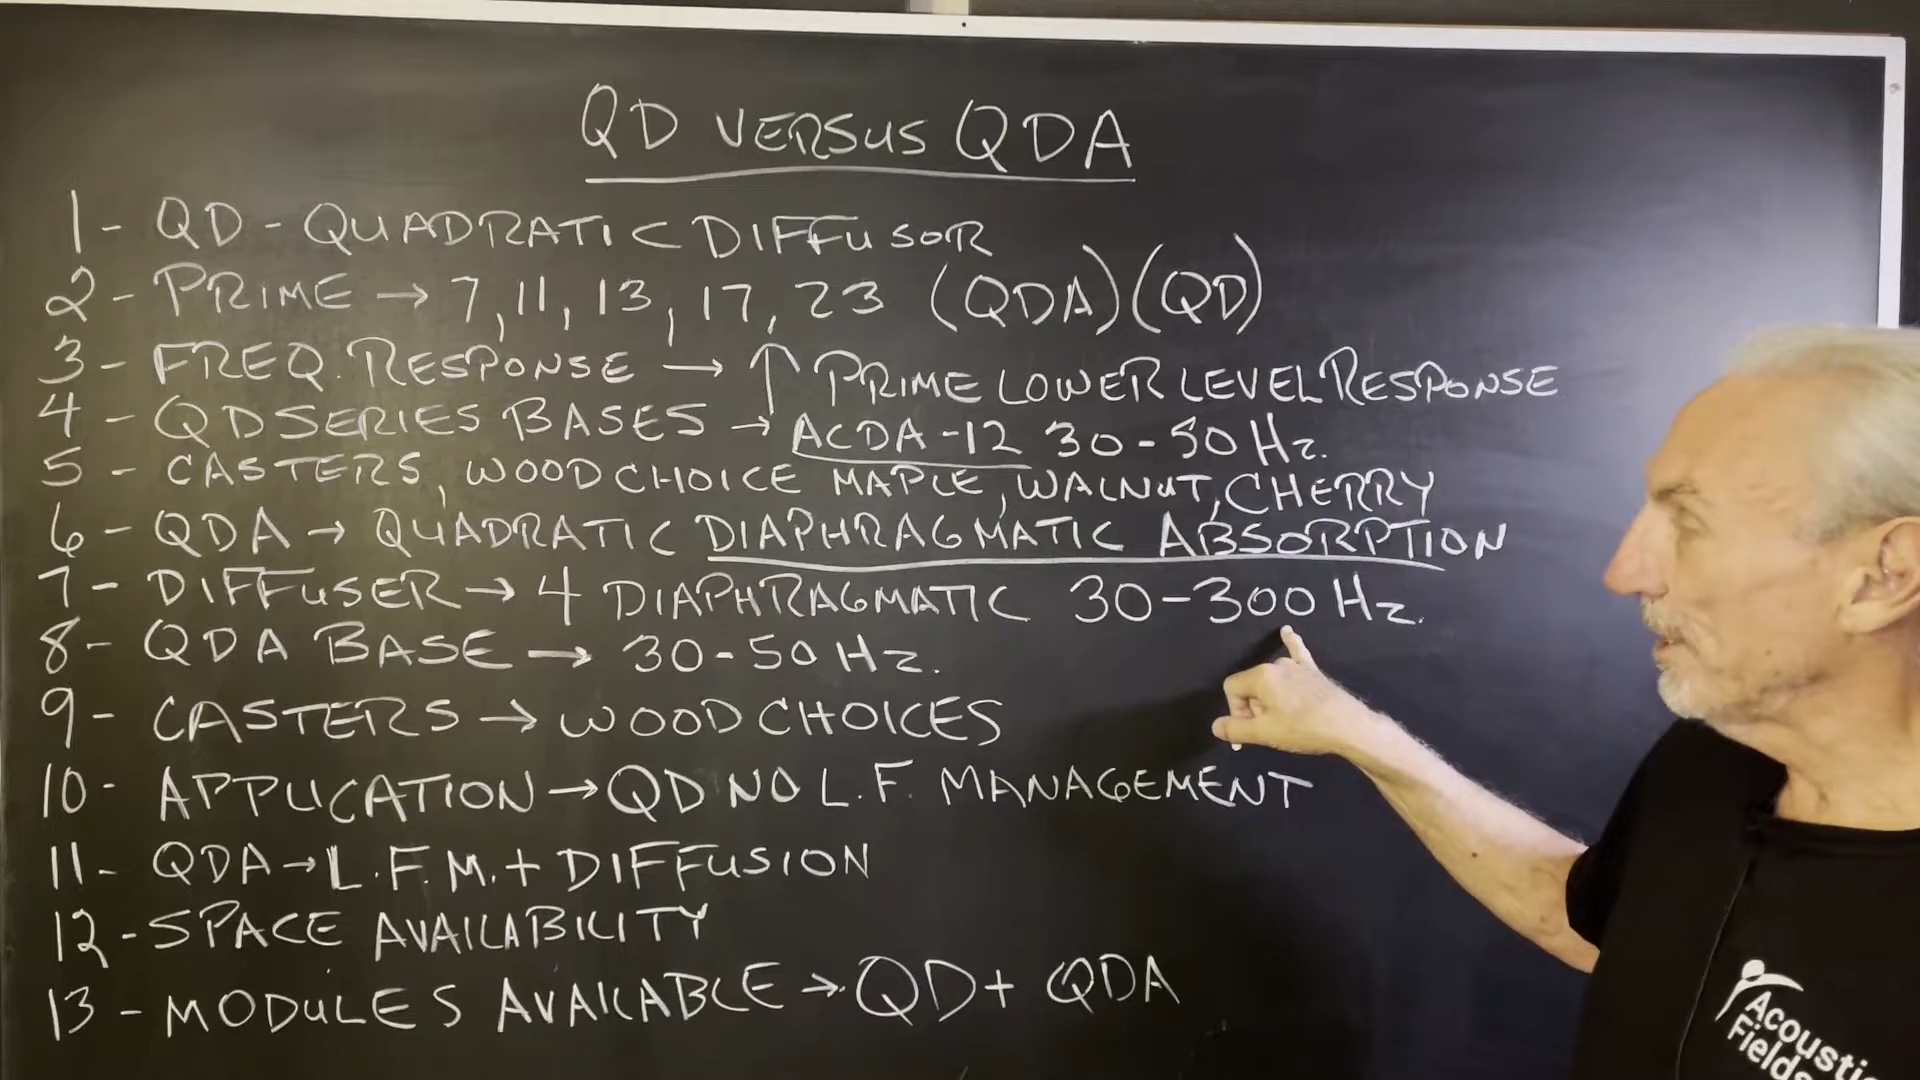 QD VERSUS QDA
1 - QD - QUADRATIC DIFFUSOR
2 - PRIME → 7, 11, 13, 17, 23 (QDA) (QD)
3 - FREQ. RESPONSE → ↑ PRIME LOWER LEVEL RESPONSE
4 - QD SERIES BASES → ACDA-12 30-50 Hz.
5 - CASTERS, WOOD CHOICE MAPLE, WALNUT, CHERRY
6 - QDA → QUADRATIC DIAPHRAGMATIC ABSORPTION
7 - DIFFUSER → 4 DIAPHRAGMATIC 30-300 Hz.
8 - QDA BASE → 30-50 Hz.
9 - CASTERS → WOOD CHOICES
10 - APPLICATION → QD NO L.F. MANAGEMENT
11 - QDA → L.F.M. + DIFFUSION
12 - SPACE AVAILABILITY
13 - MODULES AVAILABLE → QD + QDA
Acoustic
Fields